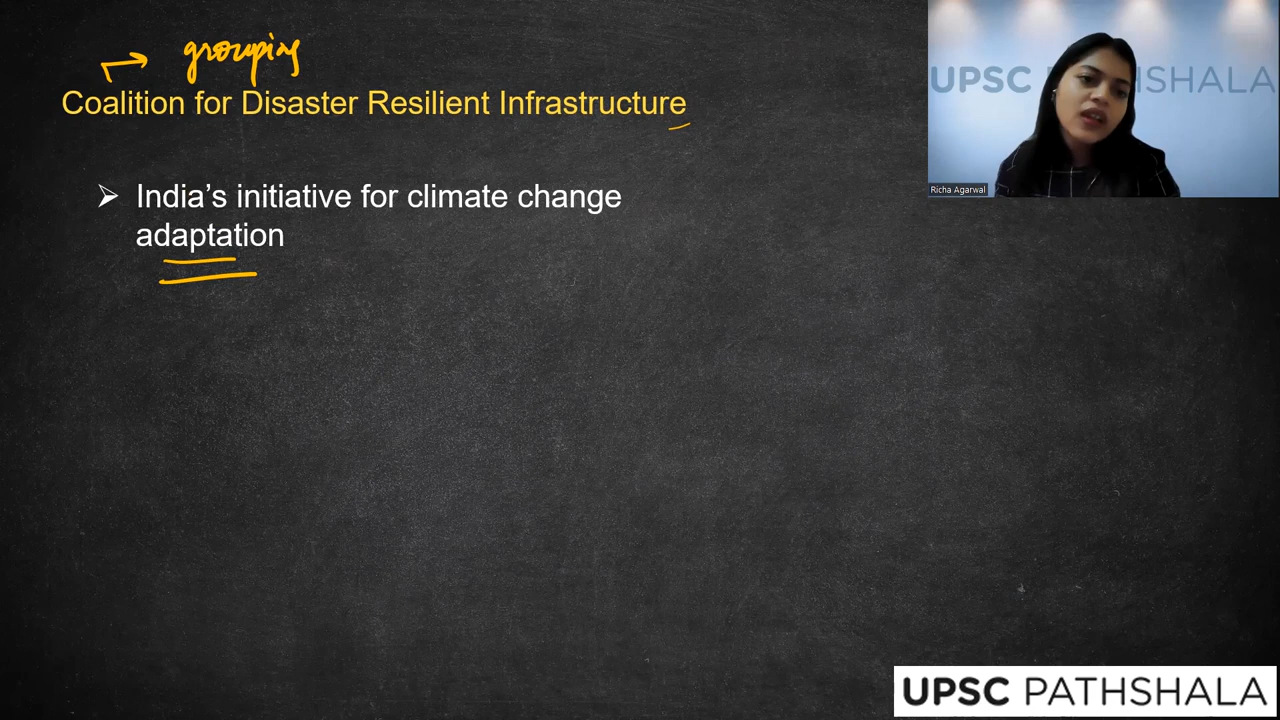 grouping
Coalition for Disaster Resilient Infrastructure
➢ India's initiative for climate change
adaptation
UPSC PATHSHALA
Richa Agarwal
UPSC PATHSHALA